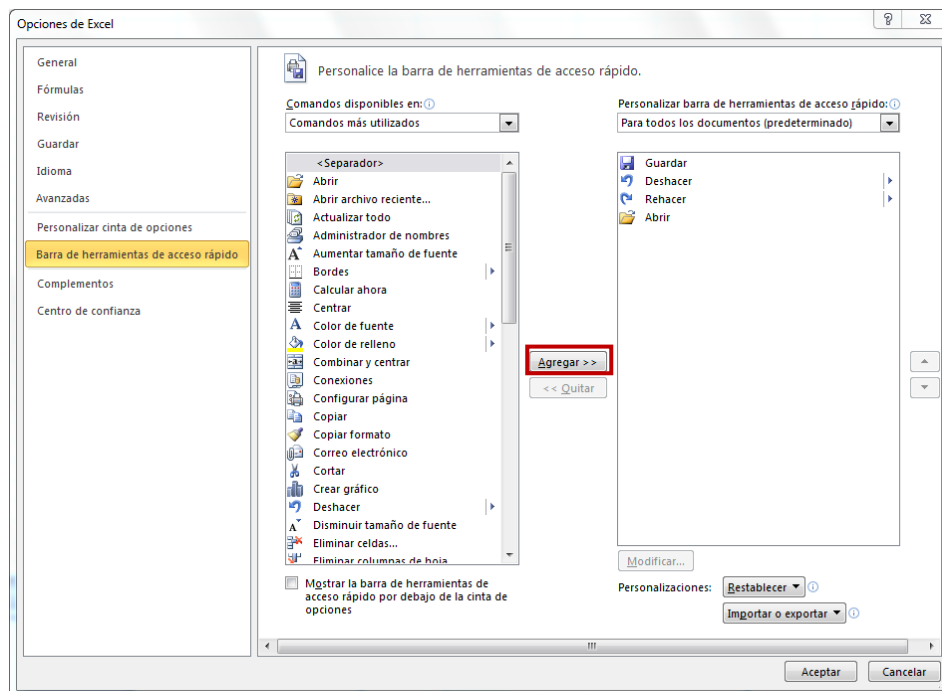 Opciones de Excel
General
Fórmulas
Revisión
Guardar
Idioma
Avanzadas
Personalizar cinta de opciones
Barra de herramientas de acceso rápido
Complementos
Centro de confianza
Personalice la barra de herramientas de acceso rápido.
Comandos disponibles en:
Comandos más utilizados
<Separador>
Abrir
Abrir archivo reciente...
Actualizar todo
Administrador de nombres
Aumentar tamaño de fuente
Bordes
Calcular ahora
Centrar
Color de fuente
Color de relleno
Combinar y centrar
Conexiones
Configurar página
Copiar
Copiar formato
Correo electrónico
Cortar
Crear gráfico
Deshacer
Disminuir tamaño de fuente
Eliminar celdas...
Eliminar columnas de hoja
Mostrar la barra de herramientas de
acceso rápido por debajo de la cinta de
opciones
Agregar >>
<< Quitar
Personalizar barra de herramientas de acceso rápido:
Para todos los documentos (predeterminado)
Guardar
Deshacer
Rehacer
Abrir
Modificar...
Personalizaciones:
Restablecer
Importar o exportar
Aceptar
Cancelar